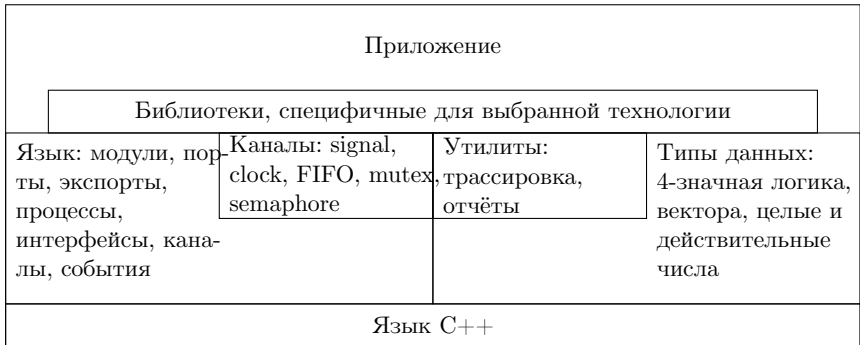 Приложение
Библиотеки, специфичные для выбранной технологии
Язык: модули, пор-
ты, экспорты,
процессы,
интерфейсы, кана-
лы, события
Каналы: signal,
clock, FIFO, mutex,
semaphore
Утилиты:
трассировка,
отчёты
Типы данных:
4-значная логика,
вектора, целые и
действительные
числа
Язык C++